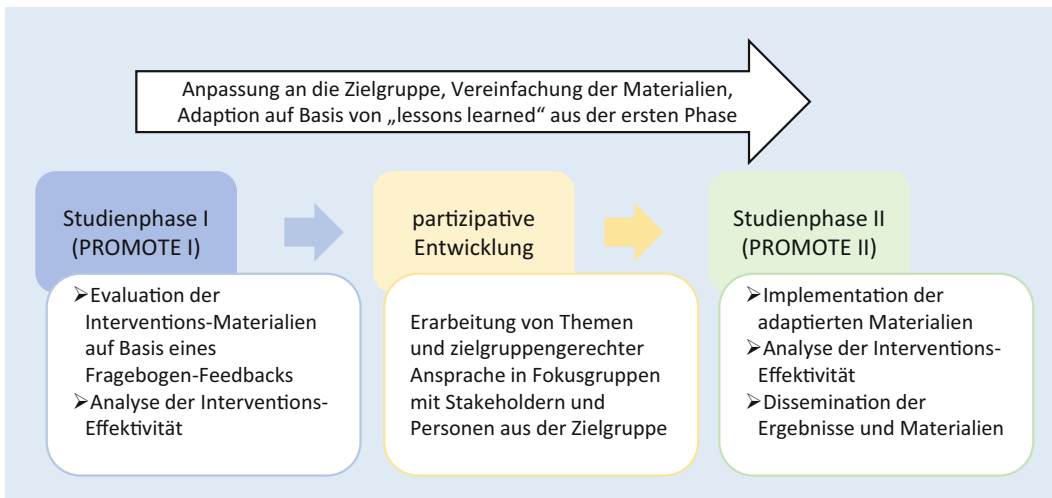 Anpassung an die Zielgruppe, Vereinfachung der Materialien,
Adaption auf Basis von „lessons learned“ aus der ersten Phase
Studienphase I
(PROMOTE I)
➢Evaluation der
Interventions-Materialien
auf Basis eines
Fragebogen-Feedbacks
➢Analyse der Interventions-
Effektivität
partizipative
Entwicklung
Erarbeitung von Themen
und zielgruppengerechter
Ansprache in Fokusgruppen
mit Stakeholdern und
Personen aus der Zielgruppe
Studienphase II
(PROMOTE II)
➢Implementation der
adaptierten Materialien
➢Analyse der Interventions-
Effektivität
➢Dissemination der
Ergebnisse und Materialien